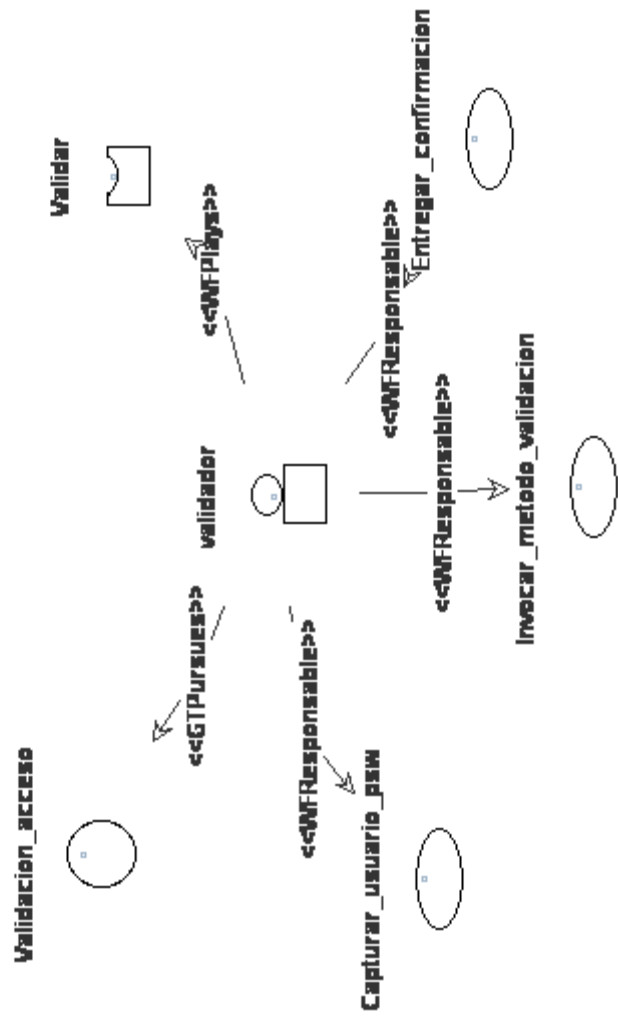 Validacion_acceso
Validar
<<GTPursues>>
validador
<<WFPlays>>
<<WFResponsable>>
Capturar_usuario_psw
<<WFResponsable>>
Entregar_confirmacion
<<WFResponsable>>
Invocar_metodo_validacion